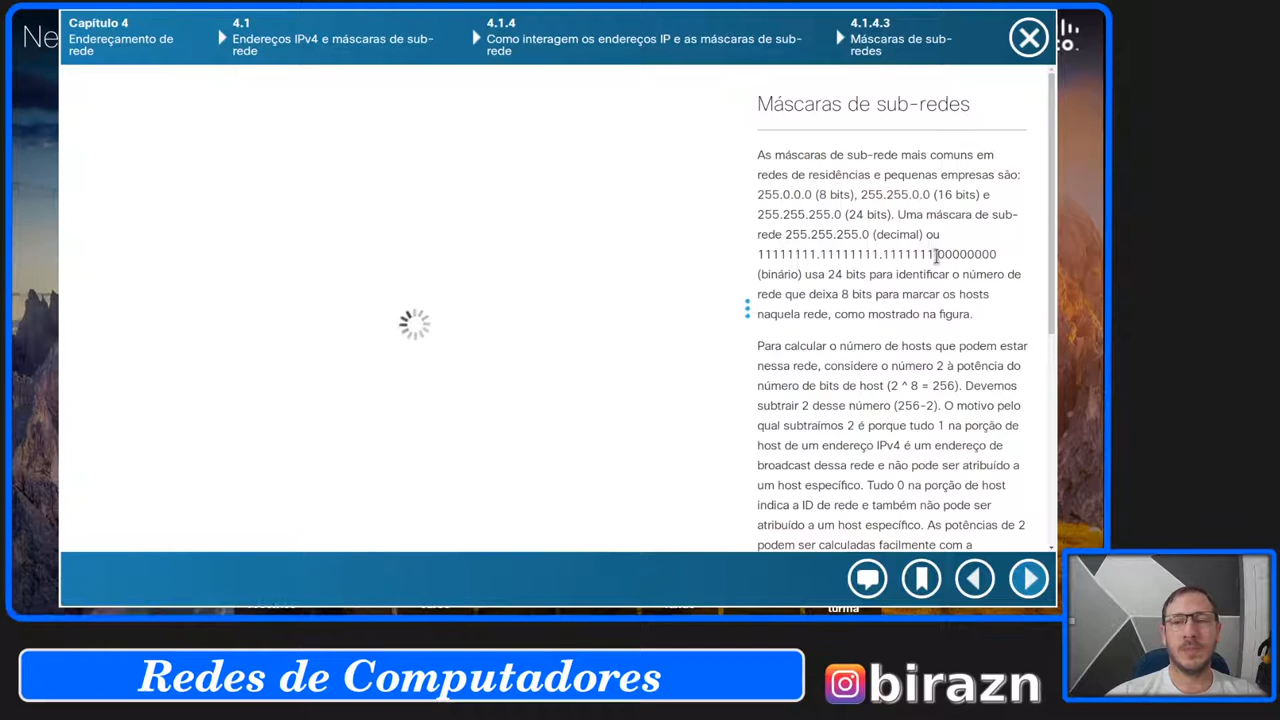 Ne
Capítulo 4
Endereçamento de
rede
4.1
Endereços IPv4 e máscaras de sub-
rede
4.1.4
Como interagem os endereços IP e as máscaras de sub-
rede
4.1.4.3
Máscaras de sub-
redes
co.
Máscaras de sub-redes
As máscaras de sub-rede mais comuns em
redes de residências e pequenas empresas são:
255.0.0.0 (8 bits), 255.255.0.0 (16 bits) e
255.255.255.0 (24 bits). Uma máscara de sub-
rede 255.255.255.0 (decimal) ou
11111111.11111111.11111111.00000000
(binário) usa 24 bits para identificar o número de
rede que deixa 8 bits para marcar os hosts
naquela rede, como mostrado na figura.
Para calcular o número de hosts que podem estar
nessa rede, considere o número 2 à potência do
número de bits de host (2 ^ 8 = 256). Devemos
subtrair 2 desse número (256-2). O motivo pelo
qual subtraímos 2 é porque tudo 1 na porção de
host de um endereço IPv4 é um endereço de
broadcast dessa rede e não pode ser atribuído a
um host específico. Tudo 0 na porção de host
indica a ID de rede e também não pode ser
atribuído a um host específico. As potências de 2
podem ser calculadas facilmente com a
turma
Redes de Computadores
birazn